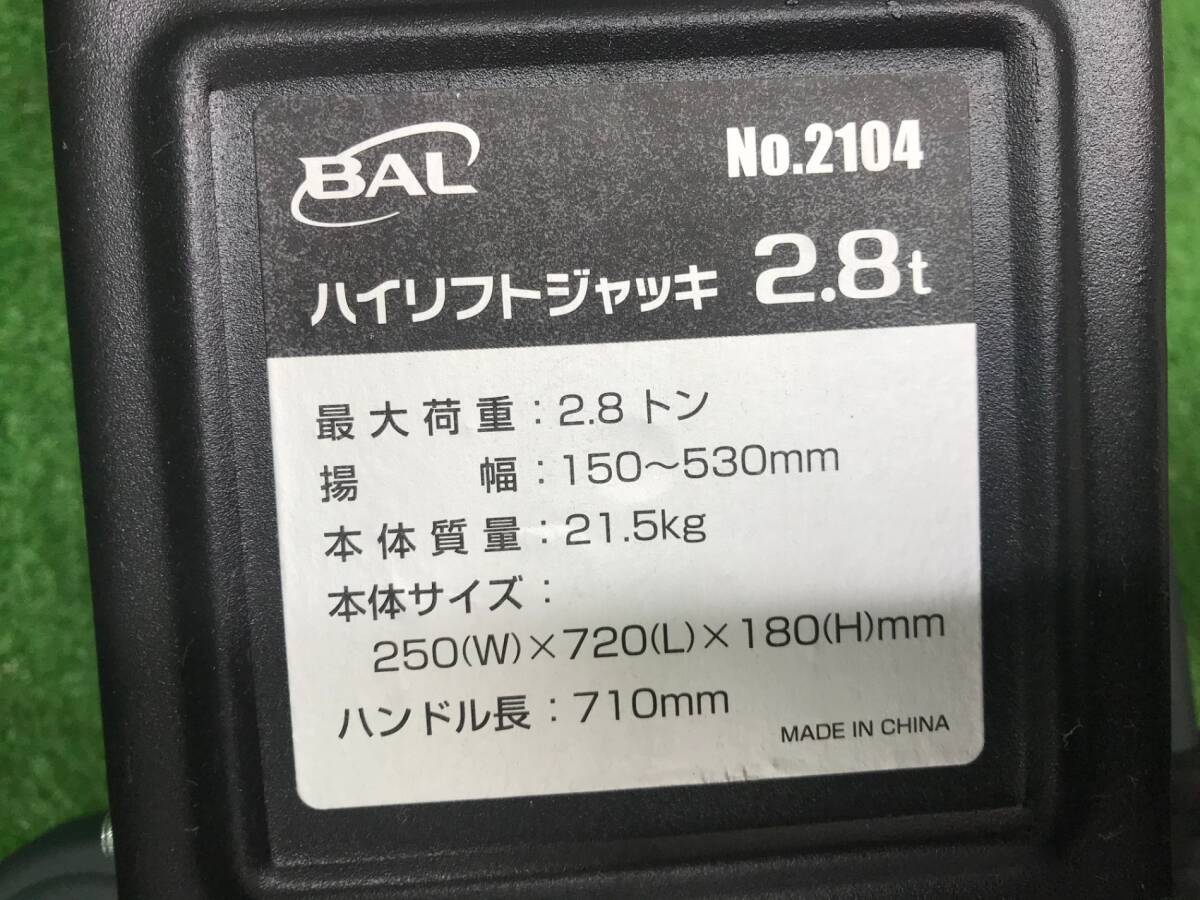 BAL
No.2104
ハイリフトジャッキ 2.8t
最大荷重：2.8トン
揚幅：150～530mm
本体質量：21.5kg
本体サイズ：
250(W)×720(L)×180(H)mm
ハンドル長：710mm
MADE IN CHINA